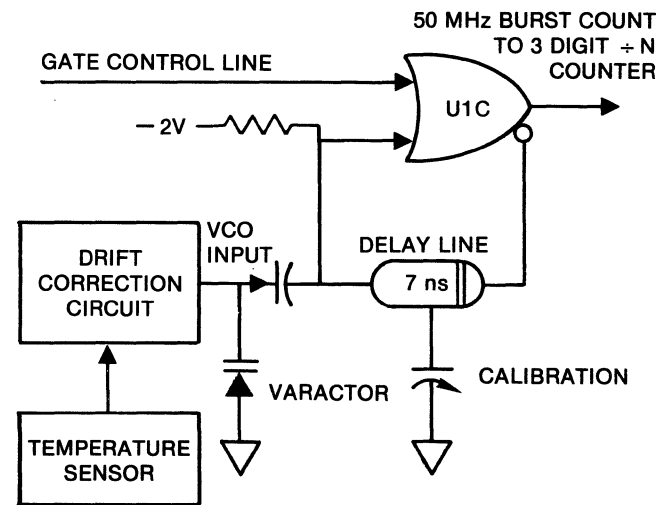 50 MHz BURST COUNT
TO 3 DIGIT ÷ N
COUNTER
GATE CONTROL LINE
U1C
−2V
VCO
INPUT
DELAY LINE
DRIFT
CORRECTION
CIRCUIT
7 ns
VARACTOR
CALIBRATION
TEMPERATURE
SENSOR